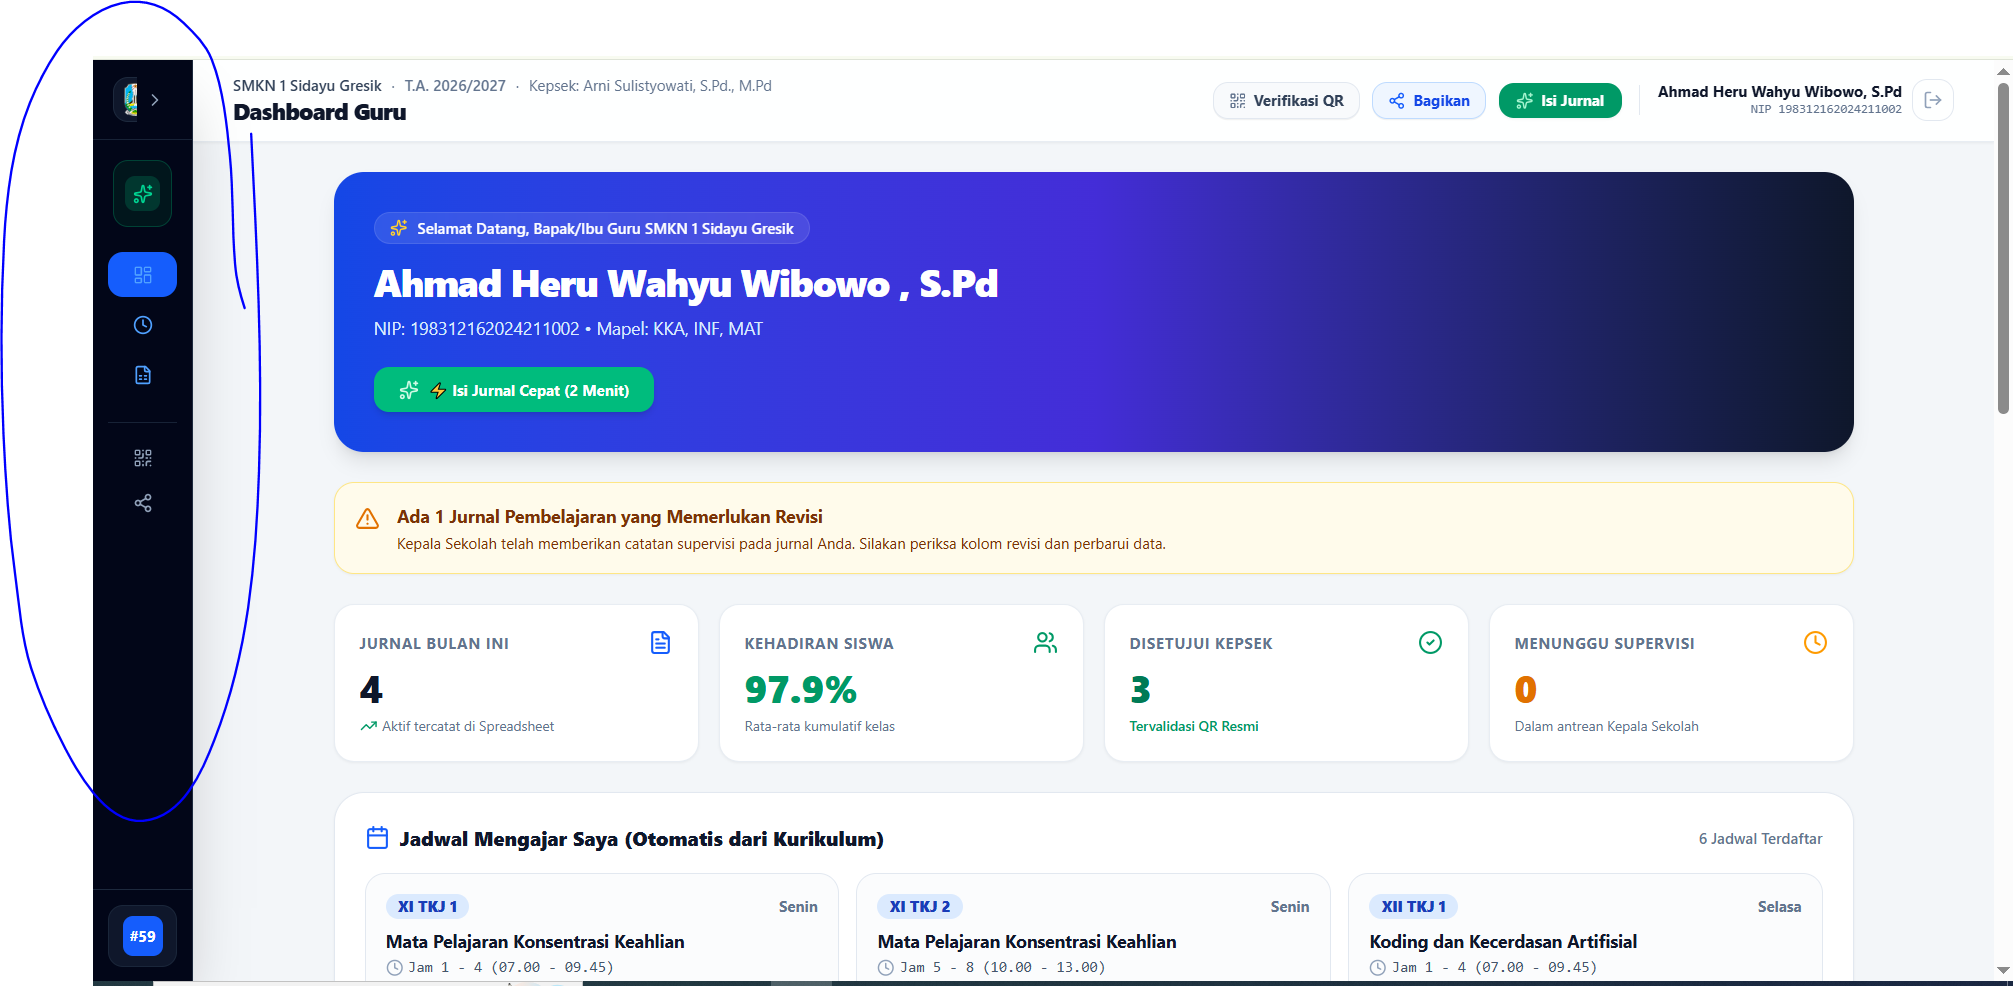 SMKN 1 Sidayu Gresik · T.A. 2026/2027 · Kepsek: Arni Sulistyowati, S.Pd., M.Pd
Dashboard Guru
Verifikasi QR
Bagikan
Isi Jurnal
Ahmad Heru Wahyu Wibowo, S.Pd
NIP 198312162024211002
Selamat Datang, Bapak/Ibu Guru SMKN 1 Sidayu Gresik
Ahmad Heru Wahyu Wibowo , S.Pd
NIP: 198312162024211002 • Mapel: KKA, INF, MAT
⚡ Isi Jurnal Cepat (2 Menit)
Ada 1 Jurnal Pembelajaran yang Memerlukan Revisi
Kepala Sekolah telah memberikan catatan supervisi pada jurnal Anda. Silakan periksa kolom revisi dan perbarui data.
JURNAL BULAN INI
4
Aktif tercatat di Spreadsheet
KEHADIRAN SISWA
97.9%
Rata-rata kumulatif kelas
DISETUJUI KEPSEK
3
Tervalidasi QR Resmi
MENUNGGU SUPERVISI
0
Dalam antrean Kepala Sekolah
Jadwal Mengajar Saya (Otomatis dari Kurikulum)
6 Jadwal Terdaftar
XI TKJ 1
Senin
Mata Pelajaran Konsentrasi Keahlian
Jam 1 - 4 (07.00 - 09.45)
XI TKJ 2
Senin
Mata Pelajaran Konsentrasi Keahlian
Jam 5 - 8 (10.00 - 13.00)
XII TKJ 1
Selasa
Koding dan Kecerdasan Artifisial
Jam 1 - 4 (07.00 - 09.45)
#59